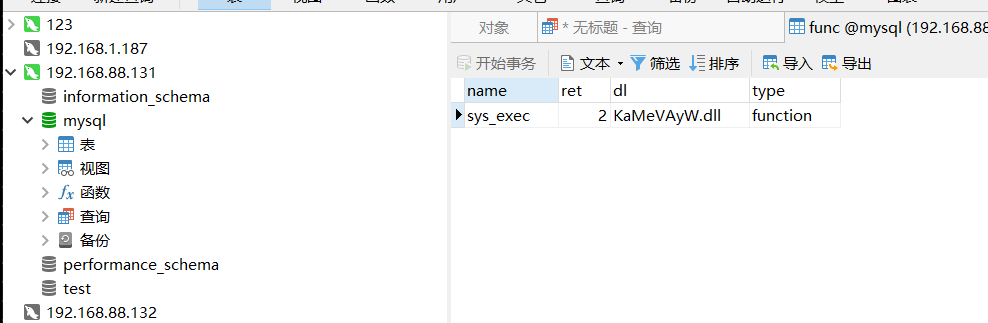 123
192.168.1.187
192.168.88.131
information_schema
mysql
表
视图
函数
查询
备份
performance_schema
test
192.168.88.132
对象
* 无标题 - 查询
func @mysql (192.168.88
开始事务 文本 筛选 排序 导入 导出
name ret dl type
sys_exec 2 KaMeVAyW.dll function